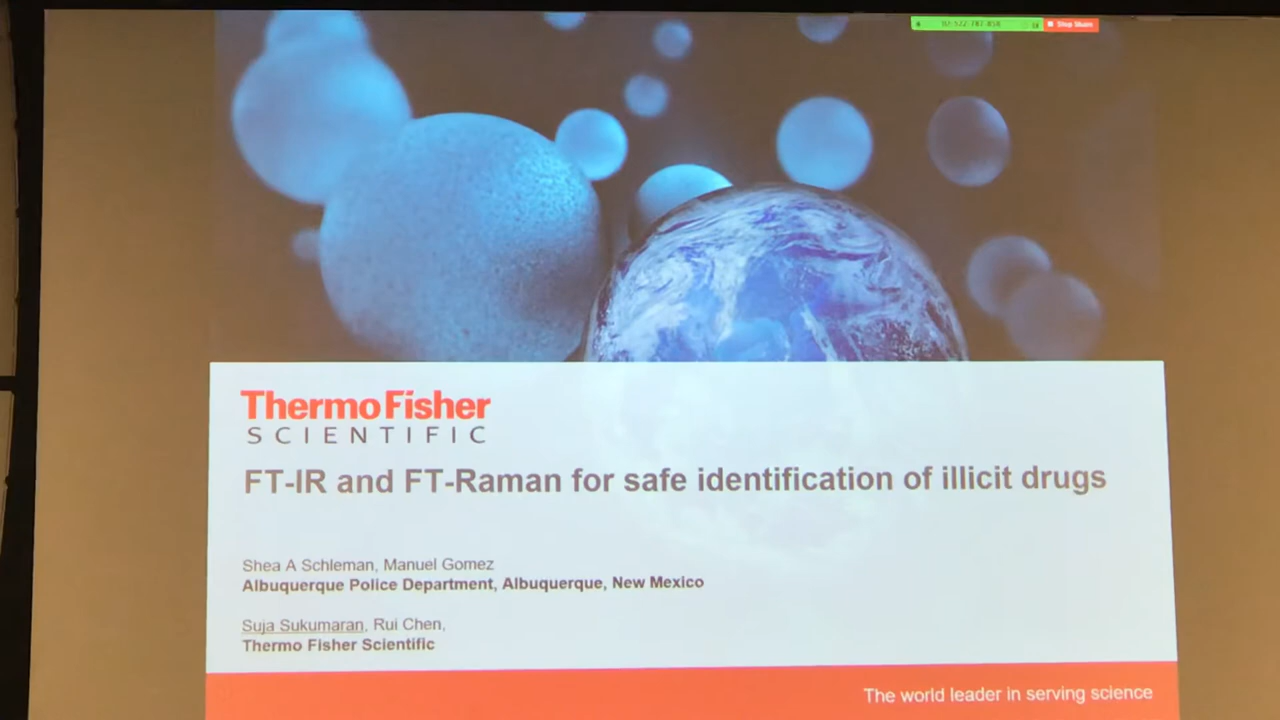 Stop Share
ThermoFisher
SCIENTIFIC
FT-IR and FT-Raman for safe identification of illicit drugs
Shea A Schleman, Manuel Gomez
Albuquerque Police Department, Albuquerque, New Mexico
Suja Sukumaran, Rui Chen,
Thermo Fisher Scientific
The world leader in serving science